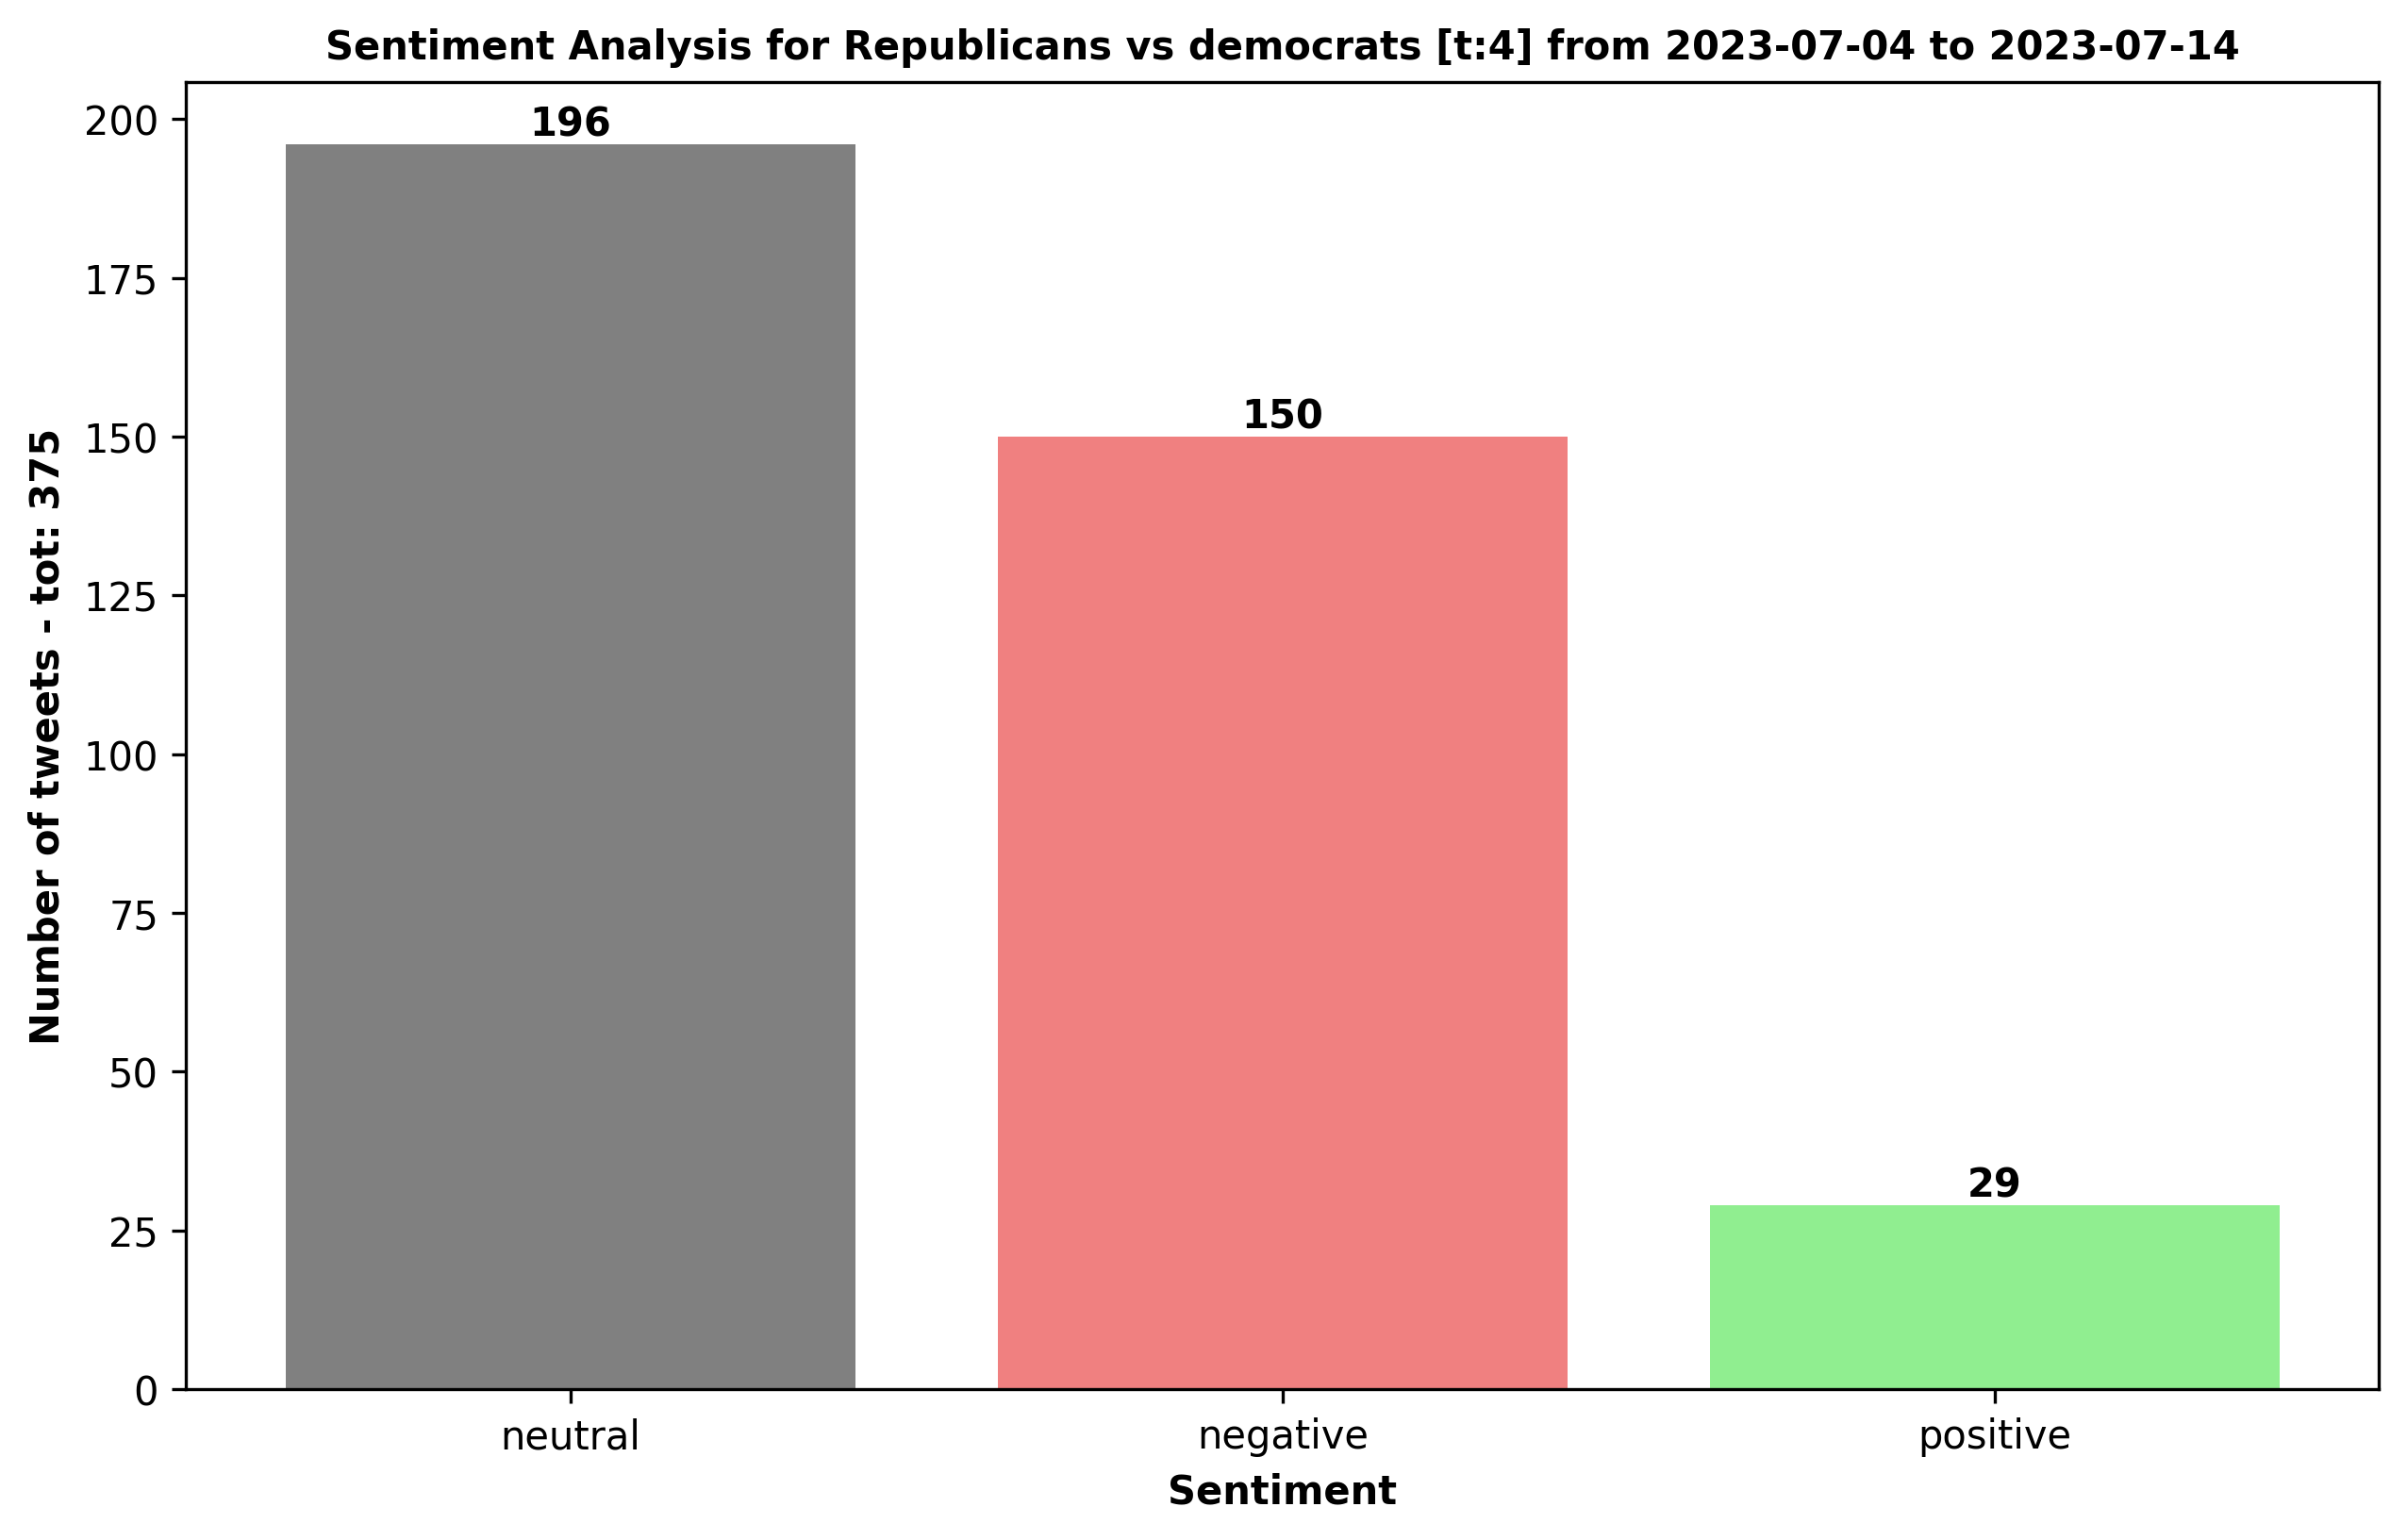 Sentiment Analysis for Republicans vs democrats [t:4] from 2023-07-04 to 2023-07-14
Number of tweets - tot: 375
200
175
150
125
100
75
50
25
0
196
150
29
neutral
negative
positive
Sentiment